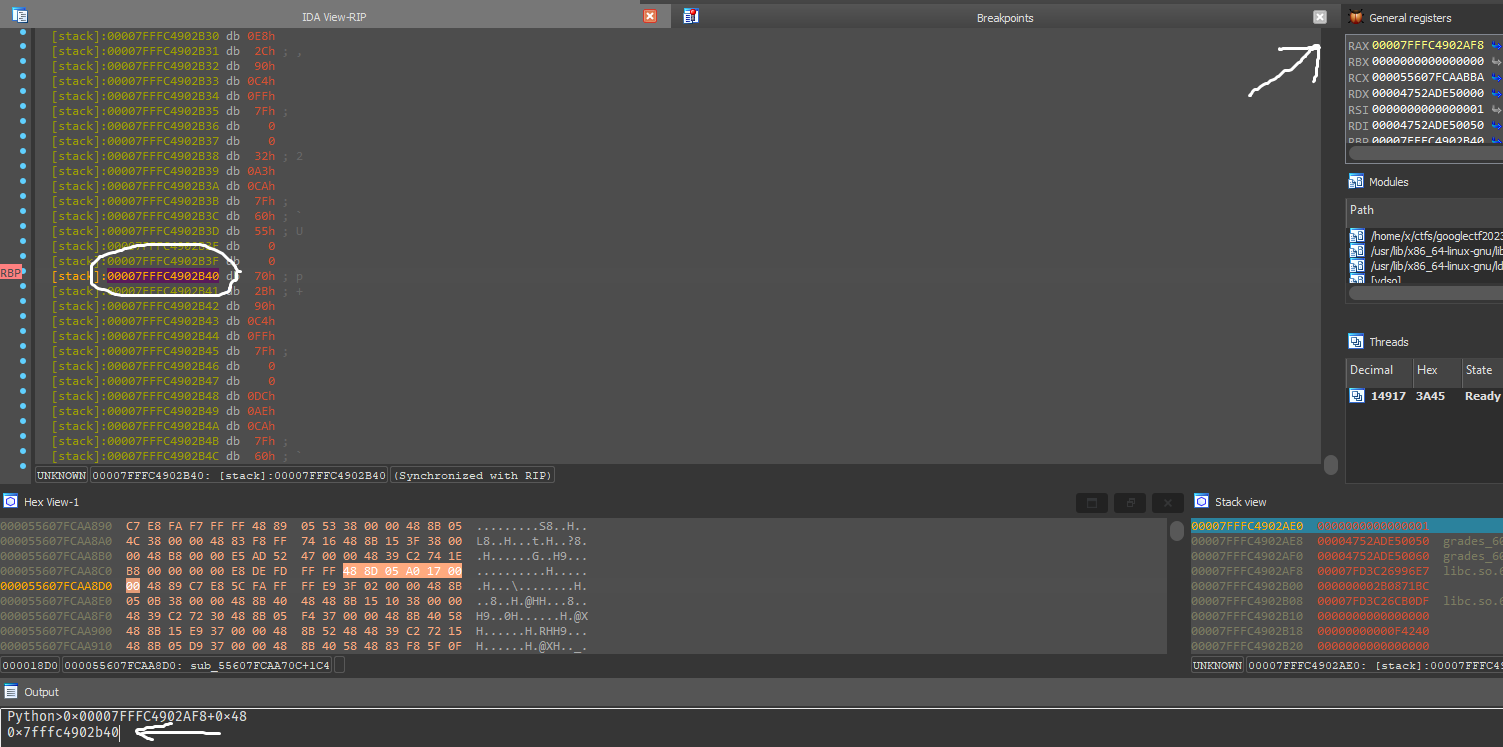 IDA View-RIP
Breakpoints
General registers
[stack]:00007FFFC4902B30 db 0E8h
[stack]:00007FFFC4902B31 db 2Ch ; ,
[stack]:00007FFFC4902B32 db 90h
[stack]:00007FFFC4902B33 db 0C4h
[stack]:00007FFFC4902B34 db 0FFh
[stack]:00007FFFC4902B35 db 7Fh ;
[stack]:00007FFFC4902B36 db 0
[stack]:00007FFFC4902B37 db 0
[stack]:00007FFFC4902B38 db 32h ; 2
[stack]:00007FFFC4902B39 db 0A3h
[stack]:00007FFFC4902B3A db 0CAh
[stack]:00007FFFC4902B3B db 7Fh ;
[stack]:00007FFFC4902B3C db 60h ; `
[stack]:00007FFFC4902B3D db 55h ; U
[stack]:00007FFFC4902B3E db 0
[stack]:00007FFFC4902B3F db 0
RBP [stack]:00007FFFC4902B40 db 70h ; p
[stack]:00007FFFC4902B41 db 2Bh ; +
[stack]:00007FFFC4902B42 db 90h
[stack]:00007FFFC4902B43 db 0C4h
[stack]:00007FFFC4902B44 db 0FFh
[stack]:00007FFFC4902B45 db 7Fh ;
[stack]:00007FFFC4902B46 db 0
[stack]:00007FFFC4902B47 db 0
[stack]:00007FFFC4902B48 db 0DCh
[stack]:00007FFFC4902B49 db 0AEh
[stack]:00007FFFC4902B4A db 0CAh
[stack]:00007FFFC4902B4B db 7Fh ;
[stack]:00007FFFC4902B4C db 60h ; `
UNKNOWN 00007FFFC4902B40: [stack]:00007FFFC4902B40 (Synchronized with RIP)
RAX 00007FFFC4902AF8
RBX 0000000000000000
RCX 000055607FCAABBA
RDX 00004752ADE50000
RSI 0000000000000001
RDI 00004752ADE50050
RBP 00007FFFC4902B40
Modules
Path
/home/x/ctfs/googlectf2023
/usr/lib/x86_64-linux-gnu/lib
/usr/lib/x86_64-linux-gnu/ld
[vdso]
Threads
Decimal Hex State
14917 3A45 Ready
Hex View-1
000055607FCAA890 C7 E8 FA F7 FF FF 48 89 05 53 38 00 00 48 8B 05 .........S8..H..
000055607FCAA8A0 4C 38 00 00 48 83 F8 FF 74 16 48 8B 15 3F 38 00 L8..H...t.H..?8.
000055607FCAA8B0 00 48 B8 00 00 00 E5 AD 52 47 00 00 48 39 C2 74 1E
000055607FCAA8C0 B8 00 00 00 00 E8 DE FD FF FF 48 8D 05 A0 17 00
000055607FCAA8D0 00 48 89 C7 E8 5C FA FF FF E9 3F 02 00 00 48 8B
000055607FCAA8E0 05 0B 38 00 00 48 8B 40 48 48 8B 15 10 38 00 00 ..8..H.@HH...8..
000055607FCAA8F0 48 39 C2 72 30 48 8B 05 F4 37 00 00 48 8B 40 58 H9..0H......H.@X
000055607FCAA900 48 8B 15 E9 37 00 00 48 8B 52 48 48 39 C2 72 15 H......H.RHH9...
000055607FCAA910 48 8B 05 D9 37 00 00 48 8B 40 58 48 83 F8 5F 0F H......H.@XH.._.
000018D0 000055607FCAA8D0: sub_55607FCAA70C+1C4
Stack view
00007FFFC4902AE0 0000000000000001
00007FFFC4902AE8 00004752ADE50050 grades_60
00007FFFC4902AF0 00004752ADE50060 grades_60
00007FFFC4902AF8 00007FD3C26996E7 libc.so.6
00007FFFC4902B00 000000002B0871BC
00007FFFC4902B08 00007FD3C26CB0DF libc.so.6
00007FFFC4902B10 0000000000000000
00007FFFC4902B18 00000000000F4240
00007FFFC4902B20 0000000000000000
UNKNOWN 00007FFFC4902AE0: [stack]:00007FFFC49
Output
Python>0x00007FFFC4902AF8+0x48
0x7fffc4902b40